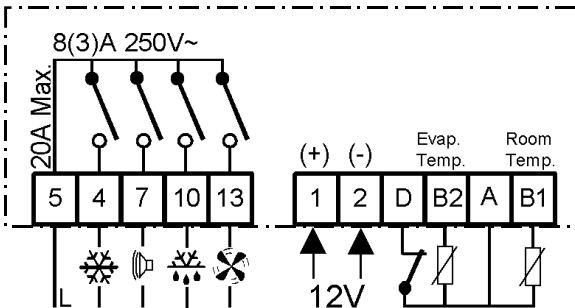 8(3)A 250V~
20A Max.
Evap. Temp.
Room Temp.
(+) (-)
5 4 7 10 13
1 2 D B2 A B1
L
12V